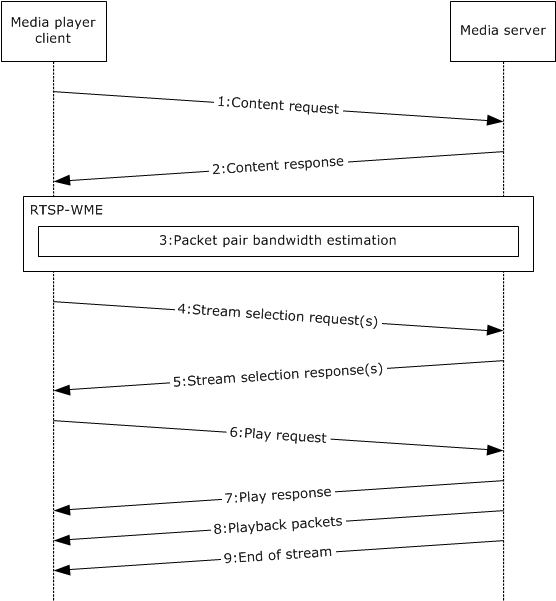 Media player
client
Media server
1:Content request
2:Content response
RTSP-WME
3:Packet pair bandwidth estimation
4:Stream selection request(s)
5:Stream selection response(s)
6:Play request
7:Play response
8:Playback packets
9:End of stream